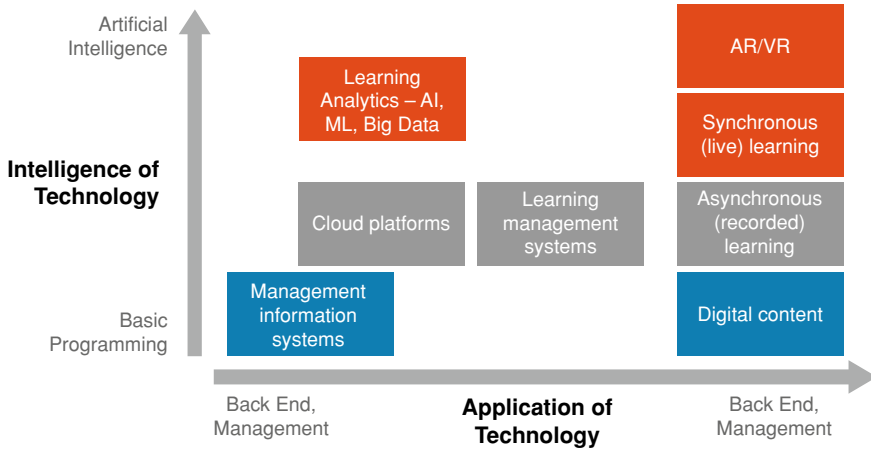 Artificial
Intelligence
AR/VR
Learning
Analytics – AI,
ML, Big Data
Synchronous
(live) learning
Intelligence of
Technology
Cloud platforms
Learning
management
systems
Asynchronous
(recorded)
learning
Management
information
systems
Digital content
Basic
Programming
Back End,
Management
Application of
Technology
Back End,
Management